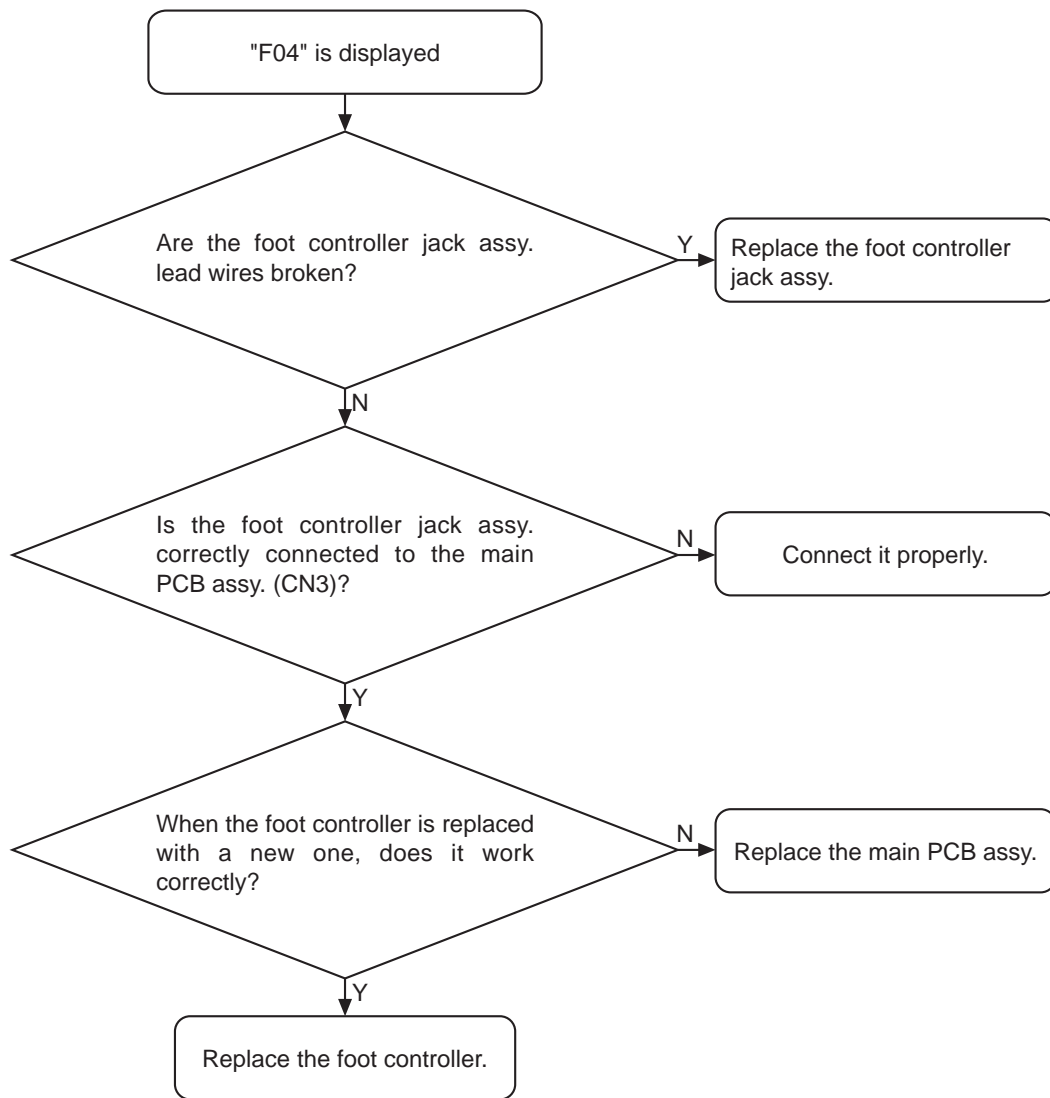 "F04" is displayed
Are the foot controller jack assy.
lead wires broken?
Y
Replace the foot controller
jack assy.
N
Is the foot controller jack assy.
correctly connected to the main
PCB assy. (CN3)?
N
Connect it properly.
Y
When the foot controller is replaced
with a new one, does it work
correctly?
N
Replace the main PCB assy.
Y
Replace the foot controller.